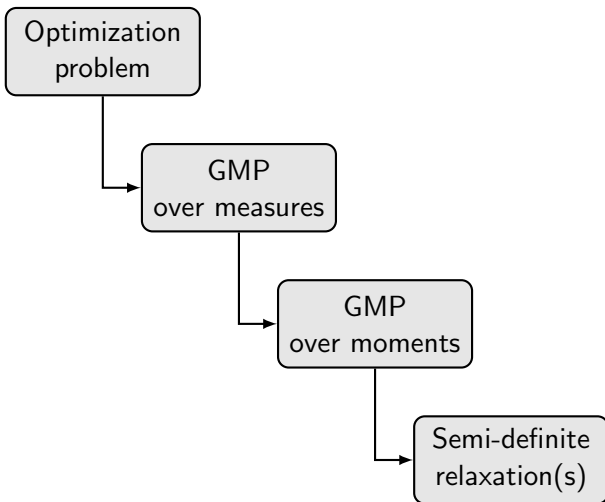 Optimization
problem
GMP
over measures
GMP
over moments
Semi-definite
relaxation(s)